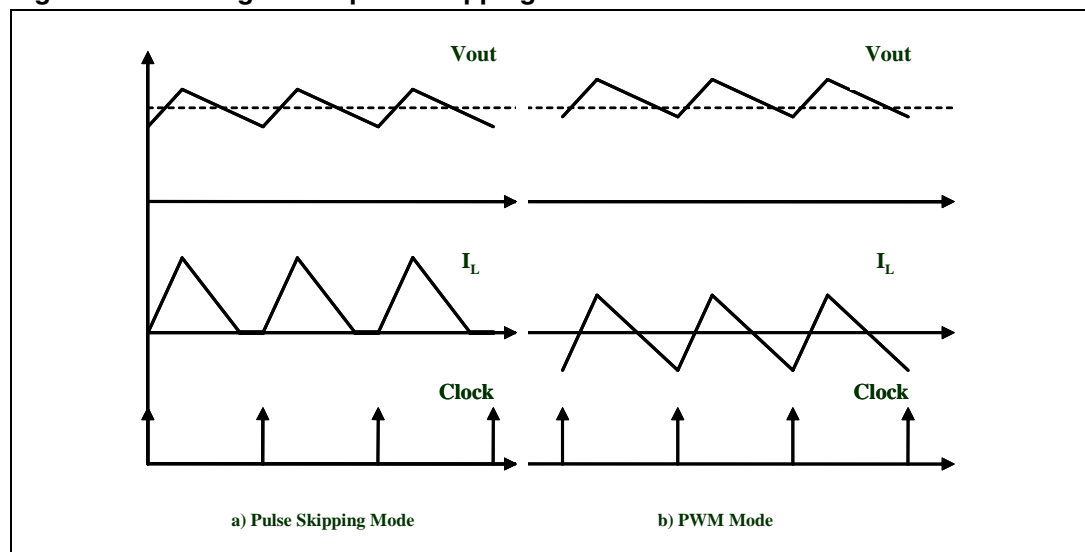 Vout
Vout
I_L
I_L
Clock
Clock
a) Pulse Skipping Mode
b) PWM Mode